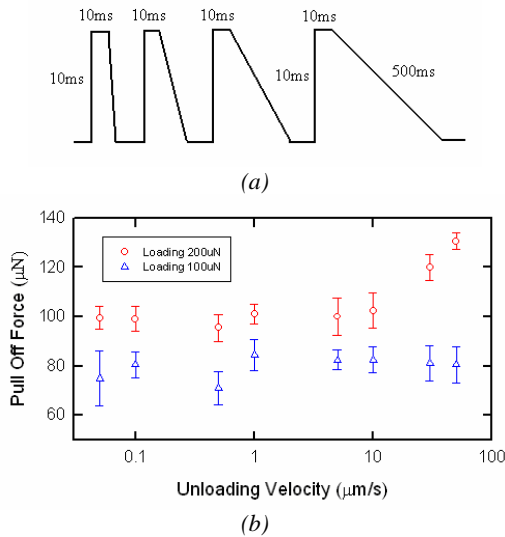 10ms 10ms 10ms 10ms
10ms 10ms 500ms
(a)
140
120
100
80
60
Pull Off Force (μN)
Loading 200uN
Loading 100uN
0.1 1 10 100
Unloading Velocity (μm/s)
(b)